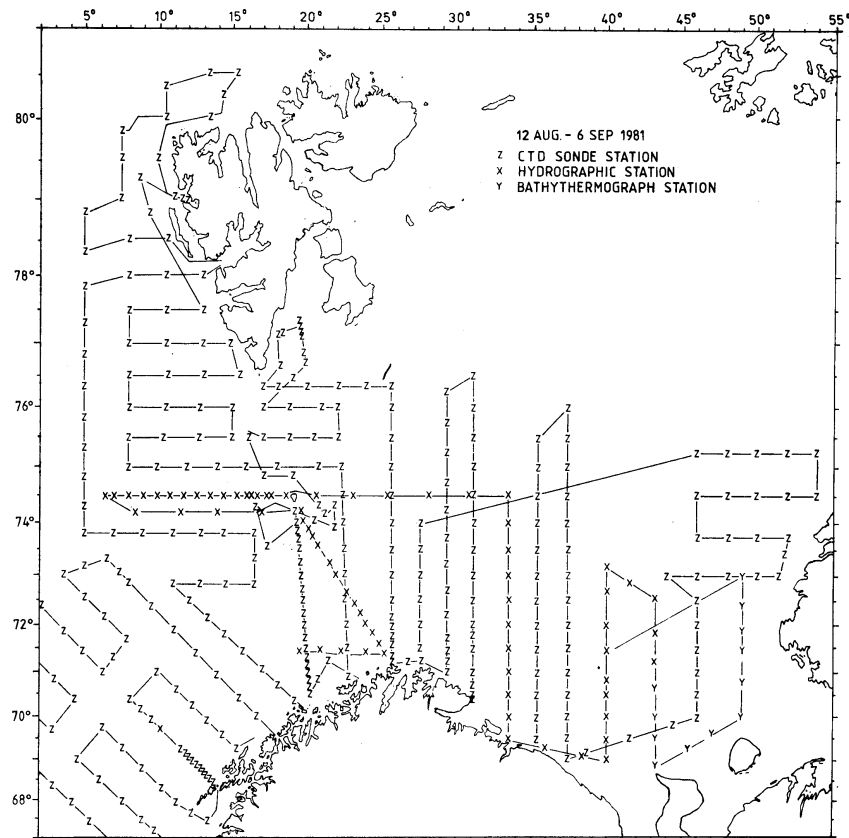 5° 10° 15° 20° 25° 30° 35° 40° 45° 50° 55°
80°
12 AUG. - 6 SEP 1981
Z CTD SONDE STATION
X HYDROGRAPHIC STATION
Y BATHYTHERMOGRAPH STATION
78°
76°
74°
72°
70°
68°